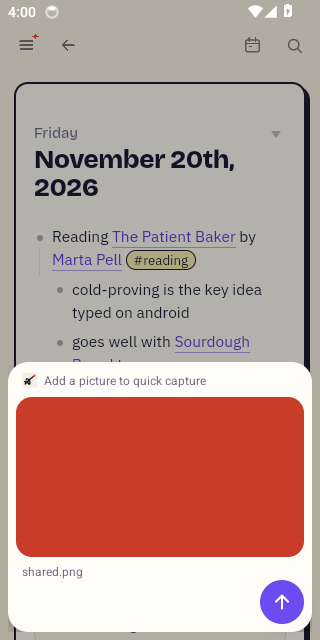 4:00
Friday
November 20th,
2026
Reading The Patient Baker by
Marta Pell #reading
cold-proving is the key idea
typed on android
goes well with Sourdough
Add a picture to quick capture
shared.png